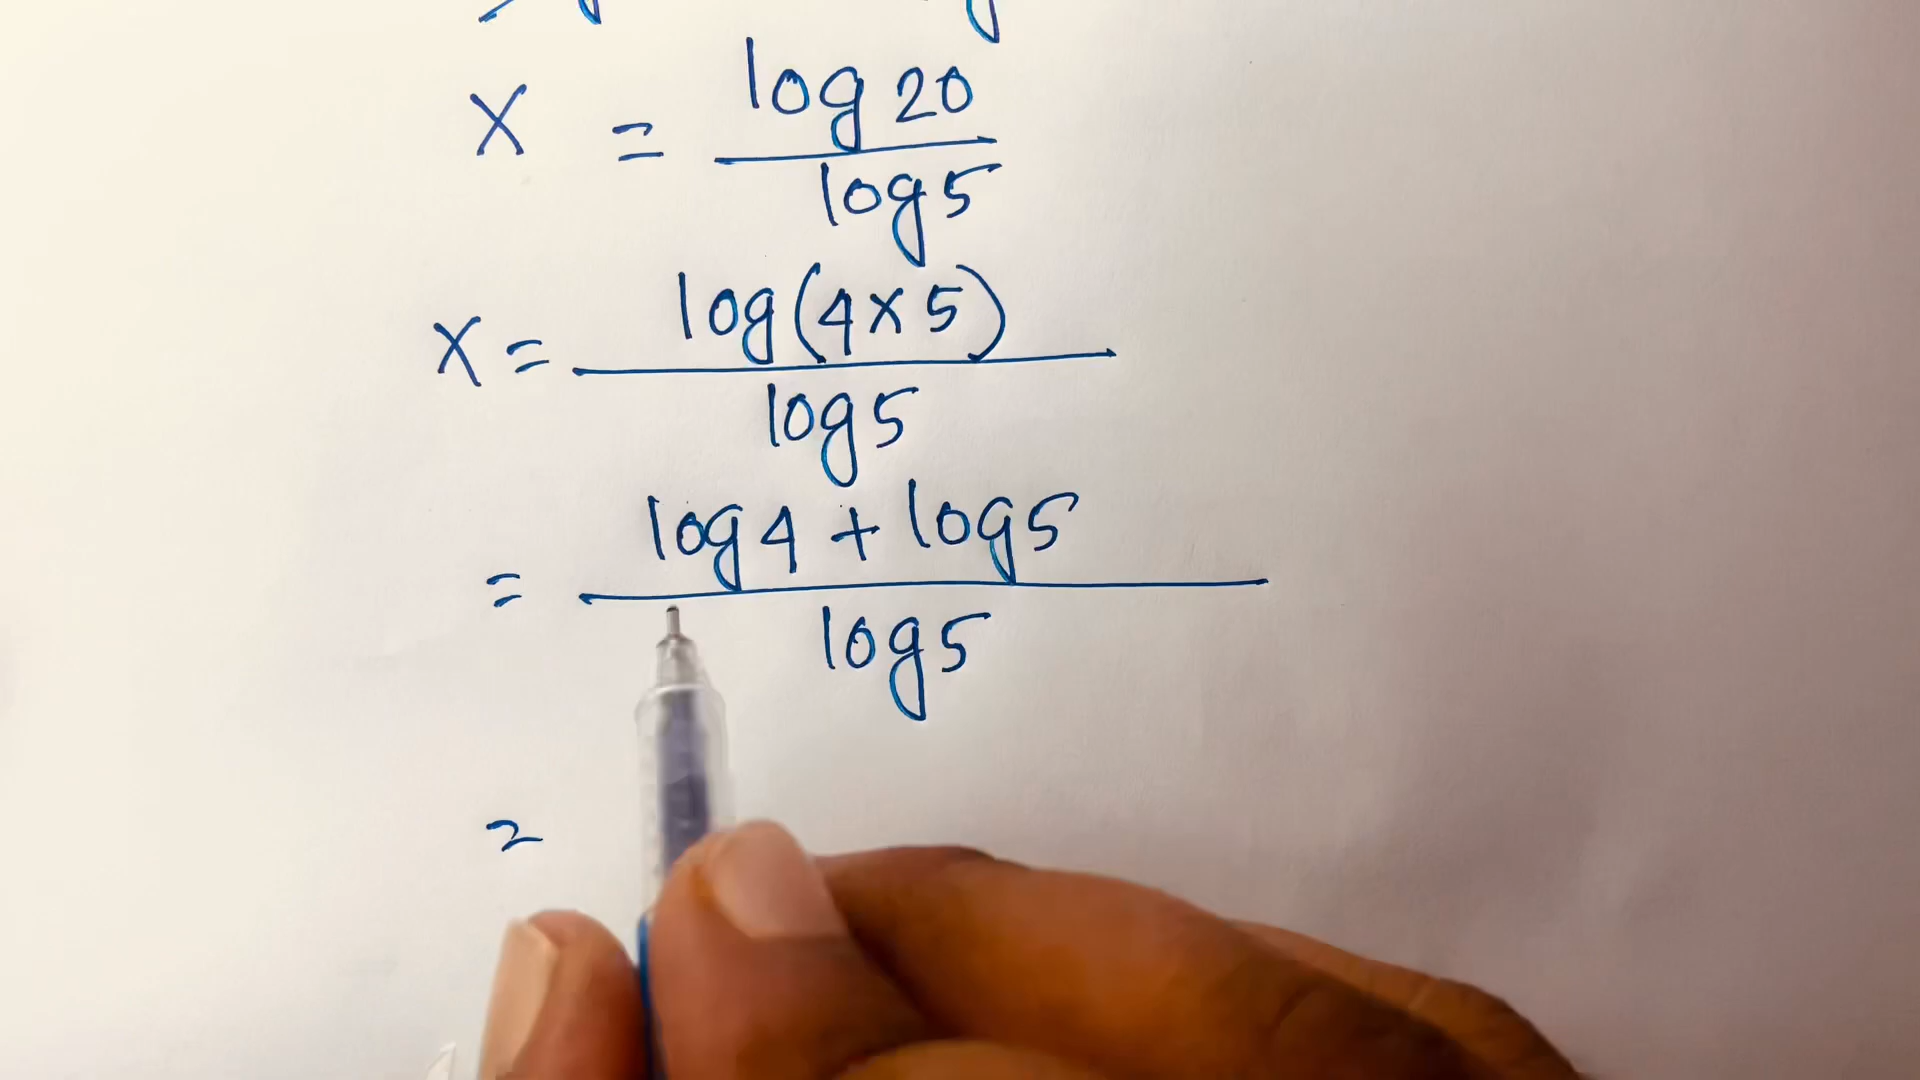 X = log 20 / log 5
X = log(4×5) / log 5
= log 4 + log 5 / log 5
=